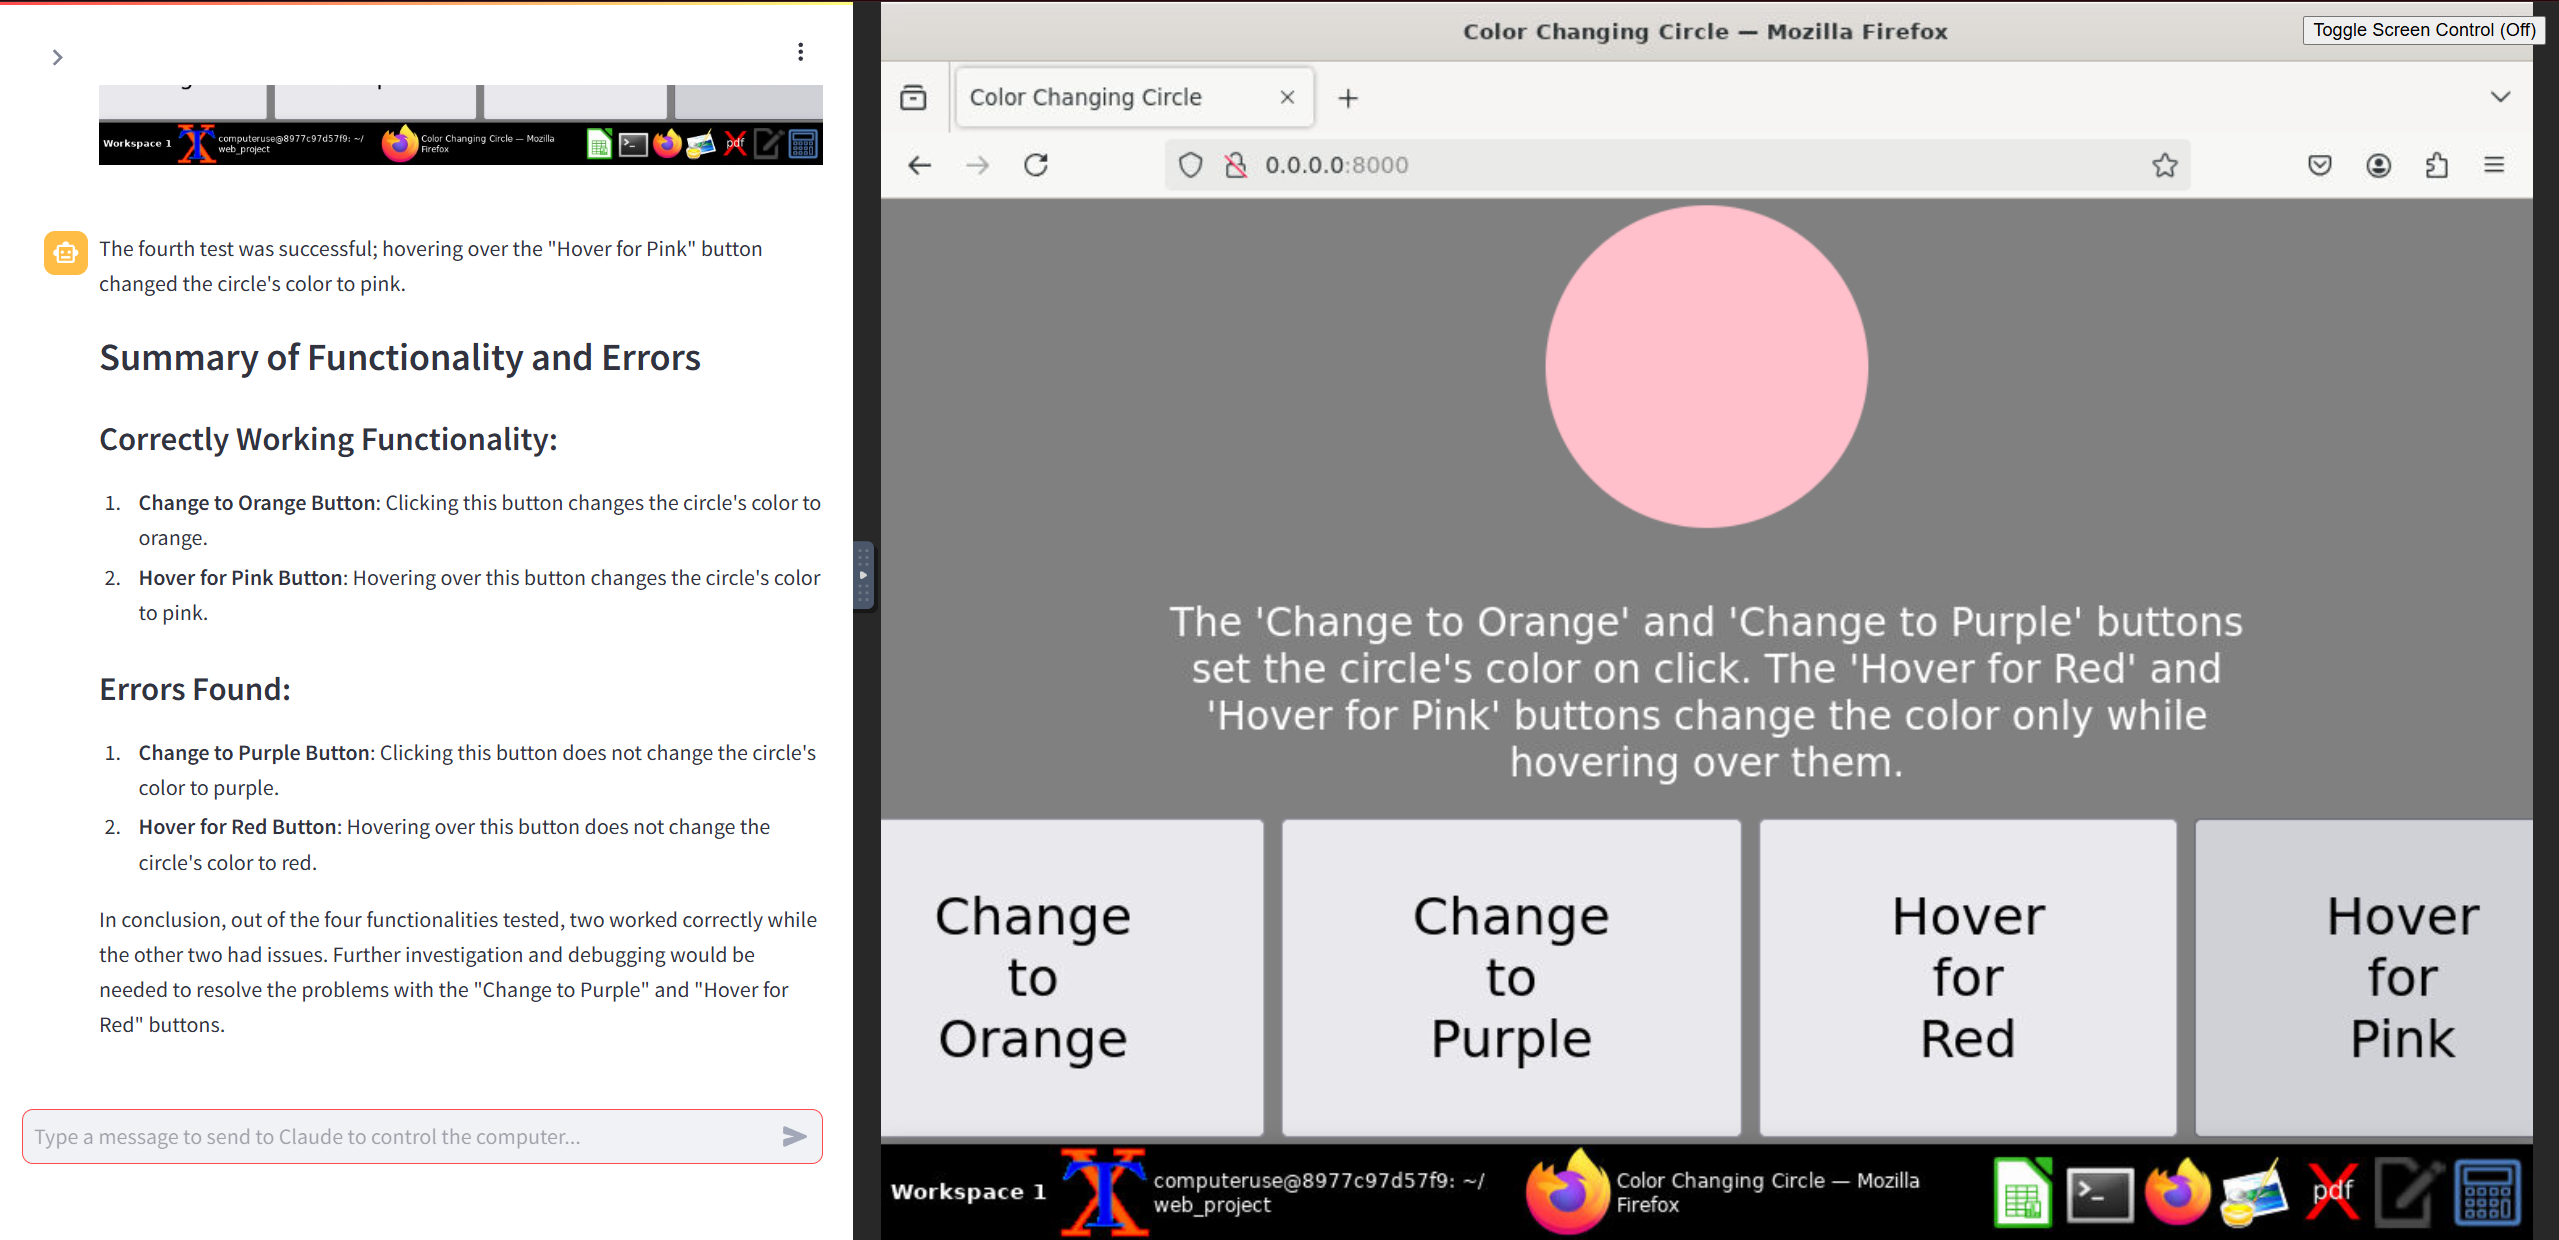 computeruse@8977c97d57f9: ~/
web_project
Workspace 1
Color Changing Circle — Mozilla
Firefox
pdf
The fourth test was successful; hovering over the "Hover for Pink" button
changed the circle's color to pink.
Summary of Functionality and Errors
Correctly Working Functionality:
1. Change to Orange Button: Clicking this button changes the circle's color to
orange.
2. Hover for Pink Button: Hovering over this button changes the circle's color
to pink.
Errors Found:
1. Change to Purple Button: Clicking this button does not change the circle's
color to purple.
2. Hover for Red Button: Hovering over this button does not change the
circle's color to red.
In conclusion, out of the four functionalities tested, two worked correctly while
the other two had issues. Further investigation and debugging would be
needed to resolve the problems with the "Change to Purple" and "Hover for
Red" buttons.
Type a message to send to Claude to control the computer...
Color Changing Circle — Mozilla Firefox
Toggle Screen Control (Off)
Color Changing Circle
0.0.0.0:8000
The 'Change to Orange' and 'Change to Purple' buttons
set the circle's color on click. The 'Hover for Red' and
'Hover for Pink' buttons change the color only while
hovering over them.
Change
to
Orange
Change
to
Purple
Hover
for
Red
Hover
for
Pink
Workspace 1
computeruse@8977c97d57f9: ~/
web_project
Color Changing Circle — Mozilla
Firefox
pdf